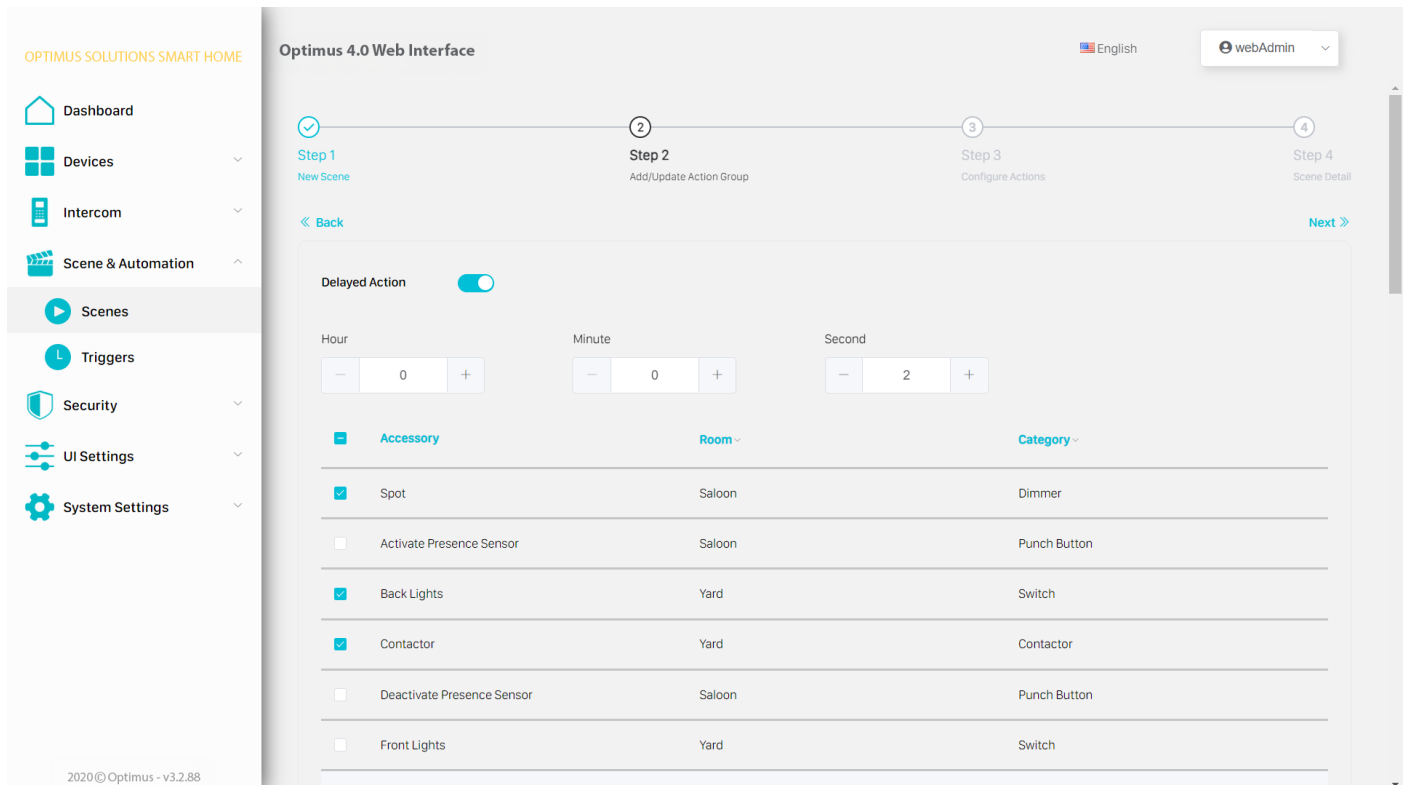 OPTIMUS SOLUTIONS SMART HOME
Optimus 4.0 Web Interface
English
webAdmin
Dashboard
Devices
Intercom
Scene & Automation
Scenes
Triggers
Security
UI Settings
System Settings
2020 © Optimus - v3.2.88
2 3 4
Step 1 Step 2 Step 3 Step 4
New Scene Add/Update Action Group Configure Actions Scene Detail
« Back Next »
Delayed Action
Hour Minute Second
− 0 + − 0 + − 2 +
Accessory Room Category
Spot Saloon Dimmer
Activate Presence Sensor Saloon Punch Button
Back Lights Yard Switch
Contactor Yard Contactor
Deactivate Presence Sensor Saloon Punch Button
Front Lights Yard Switch